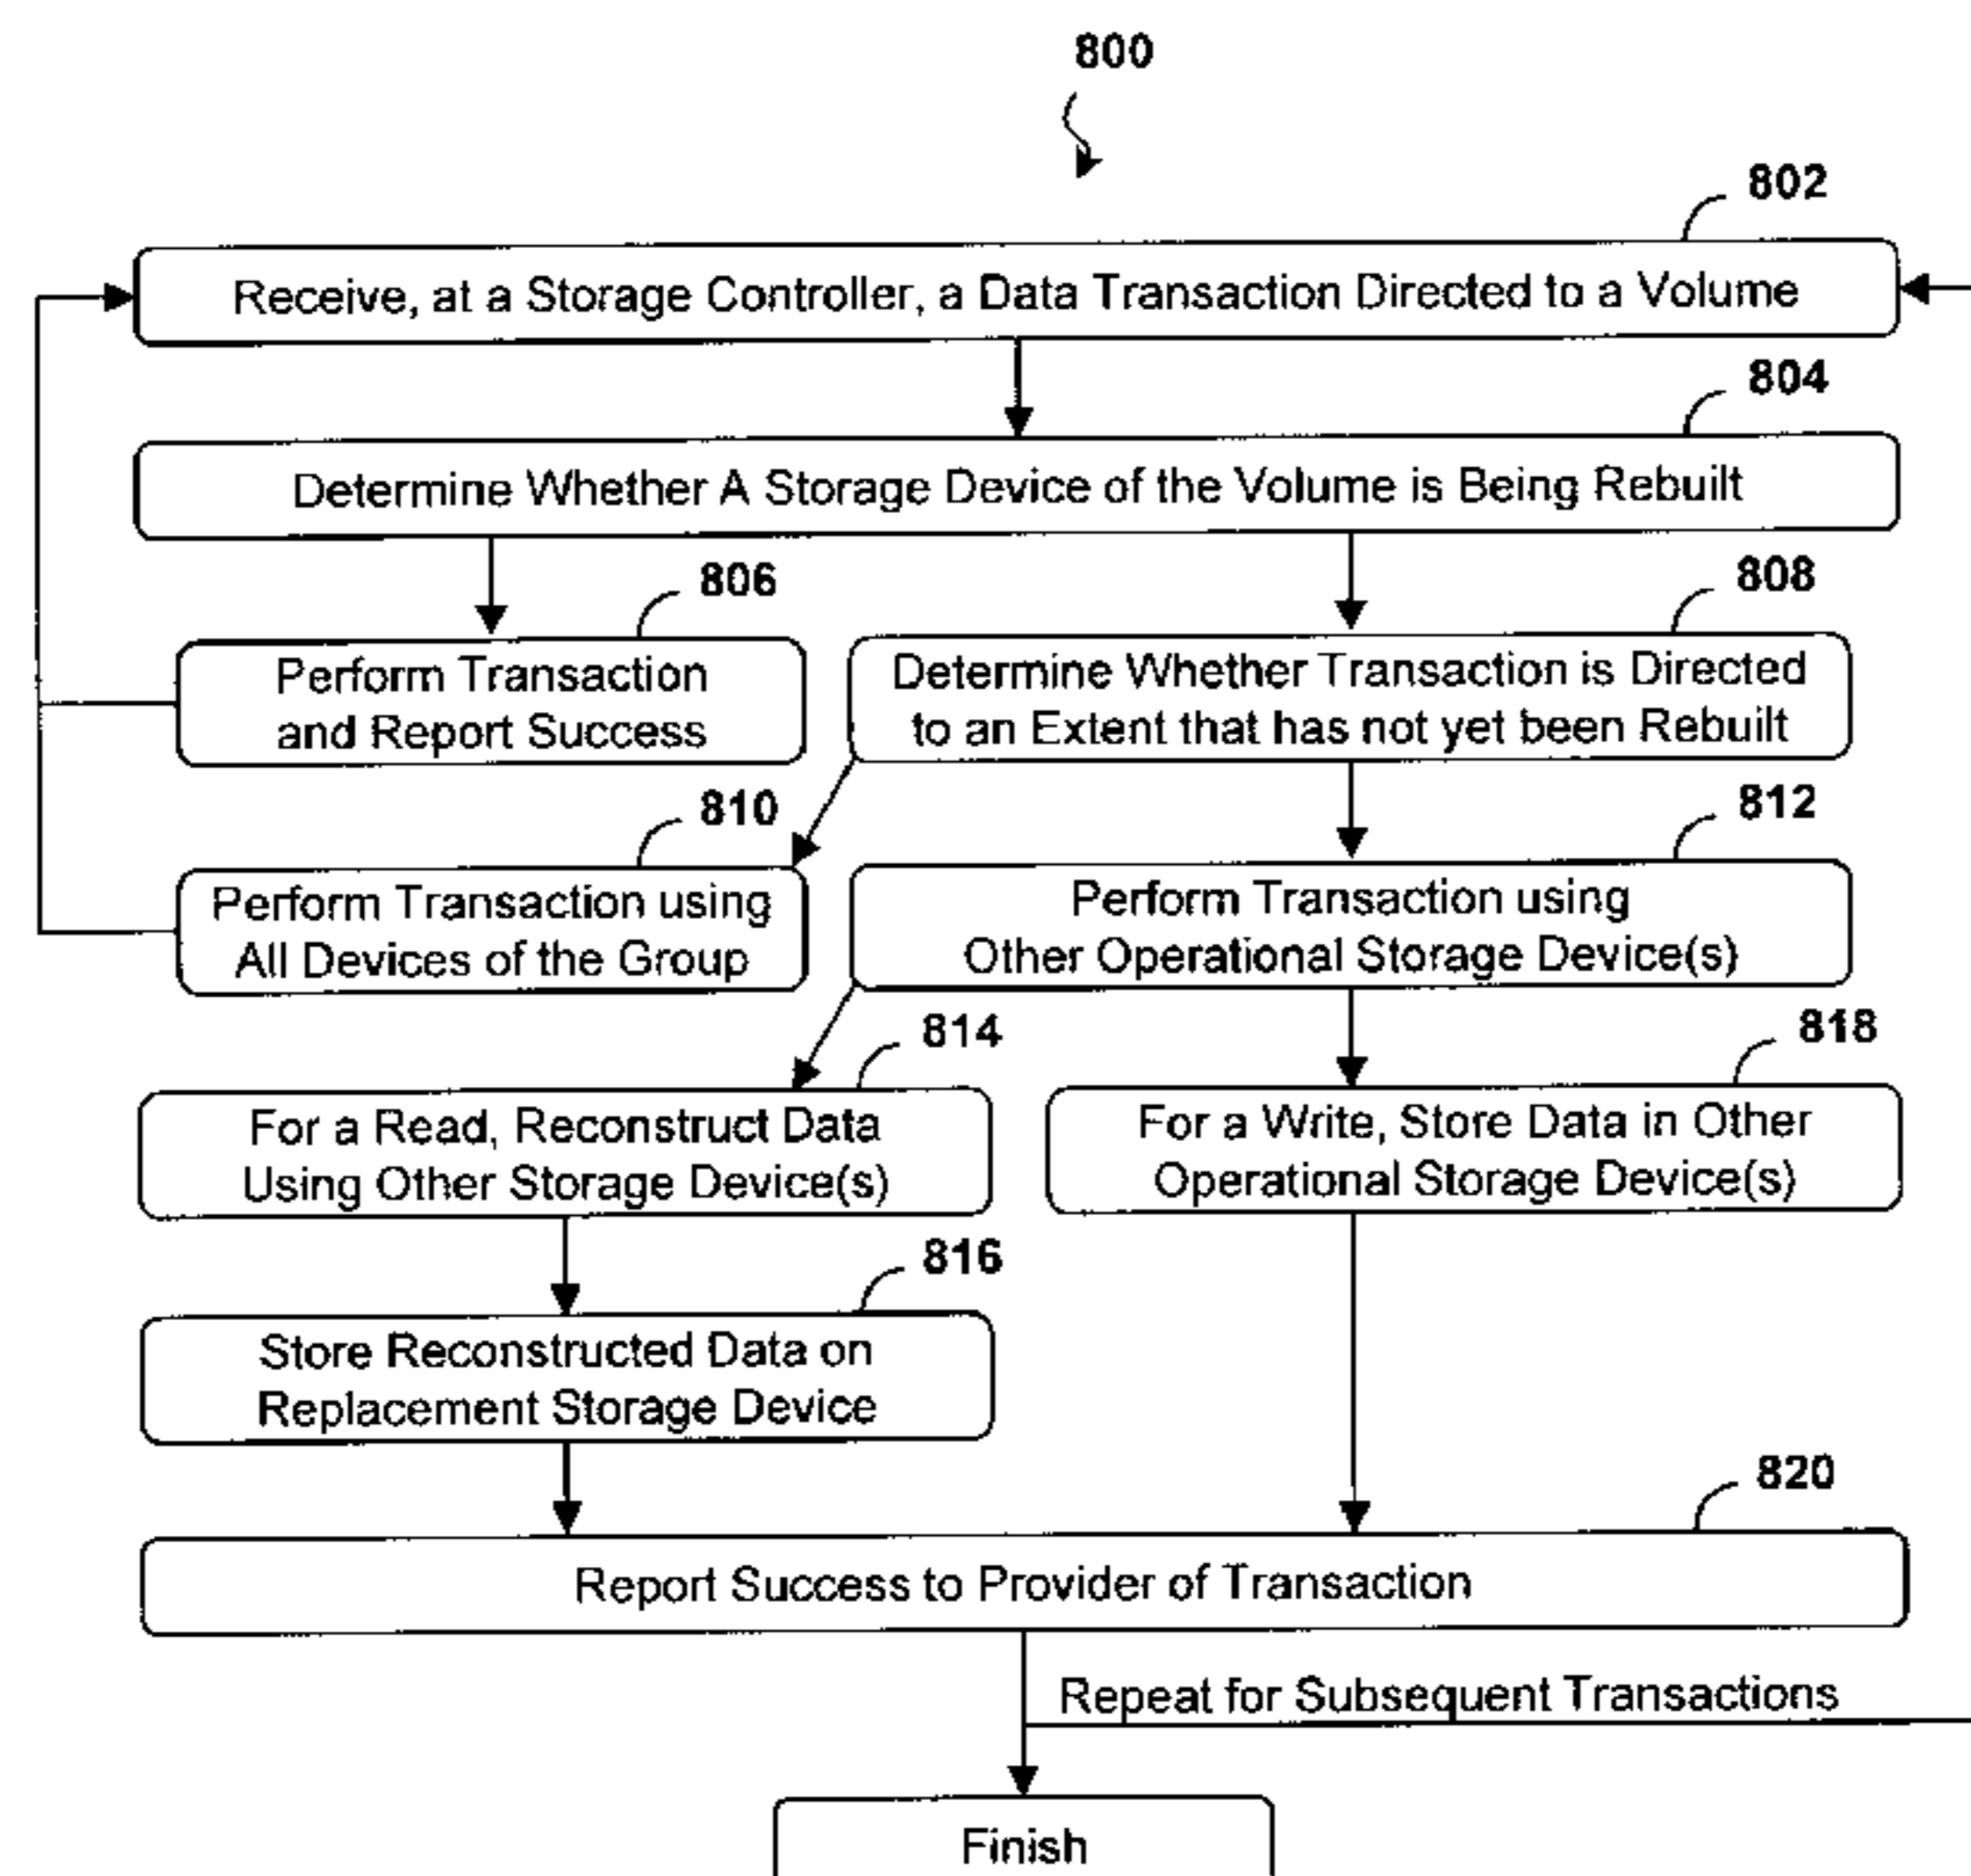 800
802
Receive, at a Storage Controller, a Data Transaction Directed to a Volume
804
Determine Whether A Storage Device of the Volume is Being Rebuilt
806
Perform Transaction
and Report Success
808
Determine Whether Transaction is Directed
to an Extent that has not yet been Rebuilt
810
Perform Transaction using
All Devices of the Group
812
Perform Transaction using
Other Operational Storage Device(s)
814
For a Read, Reconstruct Data
Using Other Storage Device(s)
818
For a Write, Store Data in Other
Operational Storage Device(s)
816
Store Reconstructed Data on
Replacement Storage Device
820
Report Success to Provider of Transaction
Repeat for Subsequent Transactions
Finish